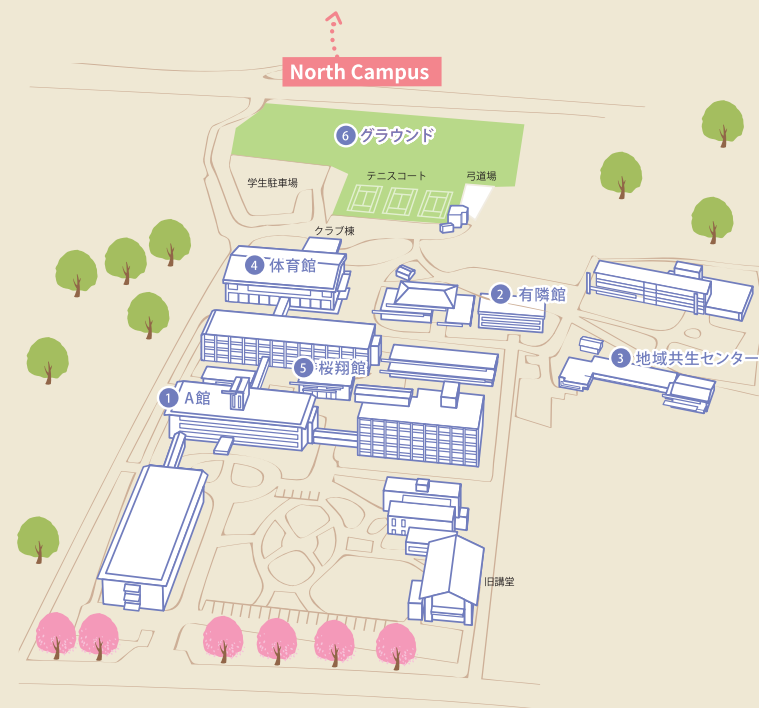 North Campus
6 グラウンド
学生駐車場
テニスコート
弓道場
クラブ棟
4 体育館
2 有隣館
3 地域共生センター
5 桜翔館
1 A館
旧講堂